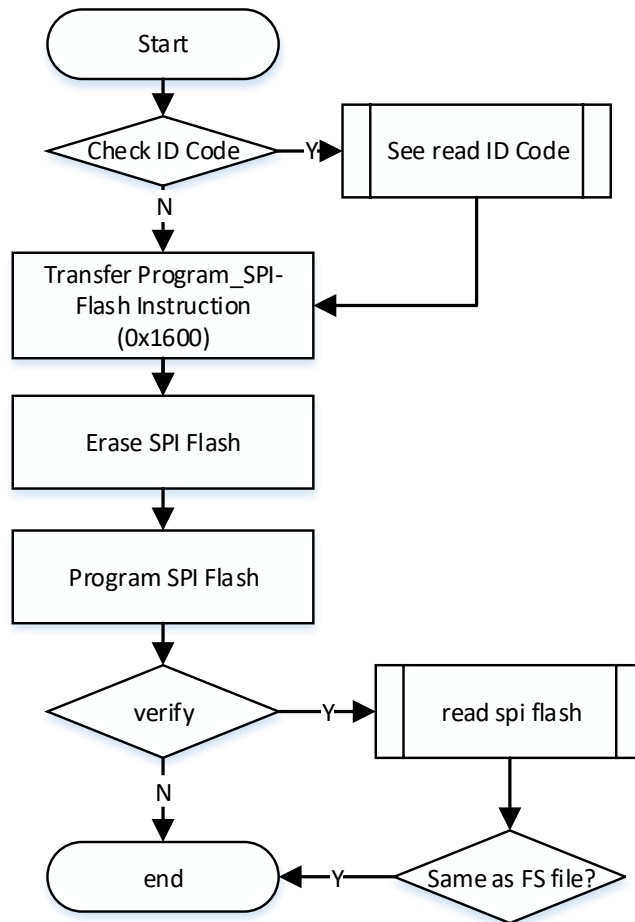 Start
Check ID Code
Y
See read ID Code
N
Transfer Program_SPI-
Flash Instruction
(0x1600)
Erase SPI Flash
Program SPI Flash
verify
Y
read spi flash
N
end
Y
Same as FS file?